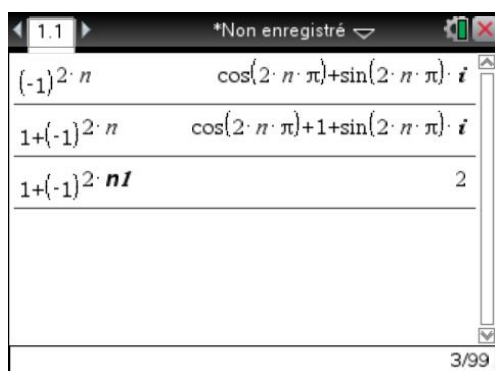 1.1 *Non enregistré
(-1)^(2· n) cos(2· n· π)+sin(2· n· π)· i
1+(-1)^(2· n) cos(2· n· π)+1+sin(2· n· π)· i
1+(-1)^(2· n1) 2
3/99